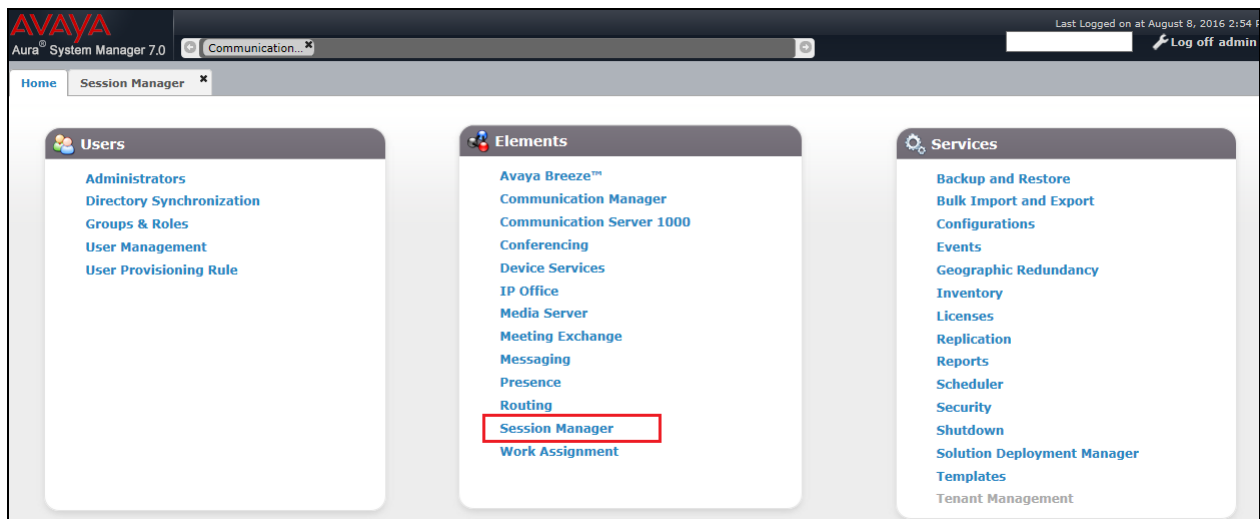 AVAYA
Last Logged on at August 8, 2016 2:54
Aura® System Manager 7.0
Communication...
Log off admin
Home
Session Manager
Users
Administrators
Directory Synchronization
Groups & Roles
User Management
User Provisioning Rule
Elements
Avaya Breeze™
Communication Manager
Communication Server 1000
Conferencing
Device Services
IP Office
Media Server
Meeting Exchange
Messaging
Presence
Routing
Session Manager
Work Assignment
Services
Backup and Restore
Bulk Import and Export
Configurations
Events
Geographic Redundancy
Inventory
Licenses
Replication
Reports
Scheduler
Security
Shutdown
Solution Deployment Manager
Templates
Tenant Management